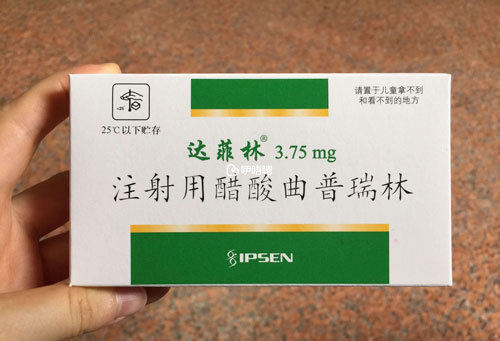 请置于儿童拿不到
和看不到的地方
25℃以下贮存
达菲林® 3.75 mg
注射用醋酸曲普瑞林
IPSEN